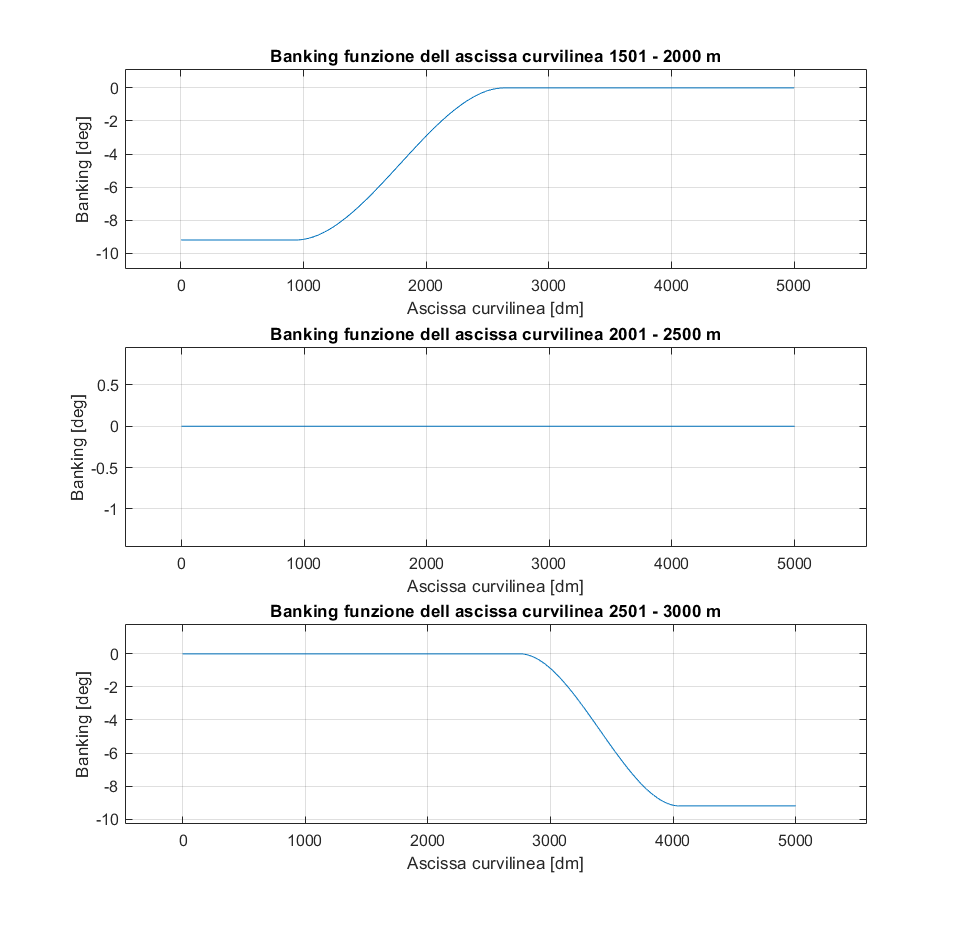 Banking funzione dell ascissa curvilinea 1501 - 2000 m
Banking [deg]
0
-2
-4
-6
-8
-10
0 1000 2000 3000 4000 5000
Ascissa curvilinea [dm]
Banking funzione dell ascissa curvilinea 2001 - 2500 m
Banking [deg]
0.5
0
-0.5
-1
0 1000 2000 3000 4000 5000
Ascissa curvilinea [dm]
Banking funzione dell ascissa curvilinea 2501 - 3000 m
Banking [deg]
0
-2
-4
-6
-8
-10
0 1000 2000 3000 4000 5000
Ascissa curvilinea [dm]